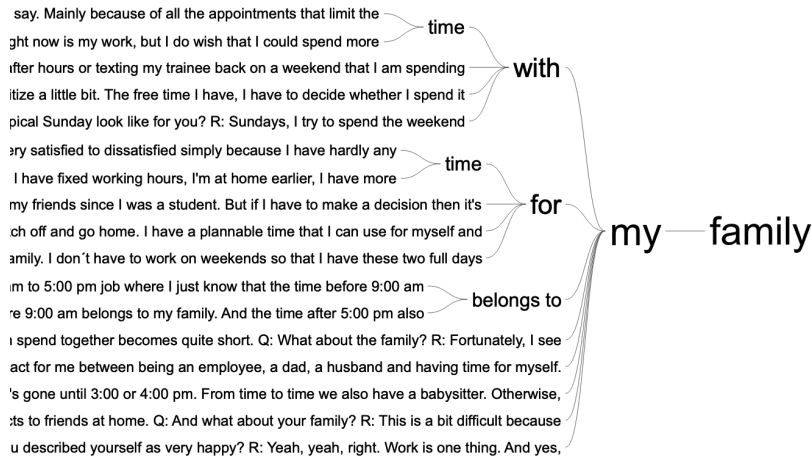 say. Mainly because of all the appointments that limit the
ght now is my work, but I do wish that I could spend more
time
after hours or texting my trainee back on a weekend that I am spending
itize a little bit. The free time I have, I have to decide whether I spend it
pical Sunday look like for you? R: Sundays, I try to spend the weekend
with
ery satisfied to dissatisfied simply because I have hardly any
I have fixed working hours, I'm at home earlier, I have more
time
my friends since I was a student. But if I have to make a decision then it's
tch off and go home. I have a plannable time that I can use for myself and
amily. I don´t have to work on weekends so that I have these two full days
for
m to 5:00 pm job where I just know that the time before 9:00 am
re 9:00 am belongs to my family. And the time after 5:00 pm also
belongs to
spend together becomes quite short. Q: What about the family? R: Fortunately, I see
act for me between being an employee, a dad, a husband and having time for myself.
's gone until 3:00 or 4:00 pm. From time to time we also have a babysitter. Otherwise,
cts to friends at home. Q: And what about your family? R: This is a bit difficult because
u described yourself as very happy? R: Yeah, yeah, right. Work is one thing. And yes,
my family